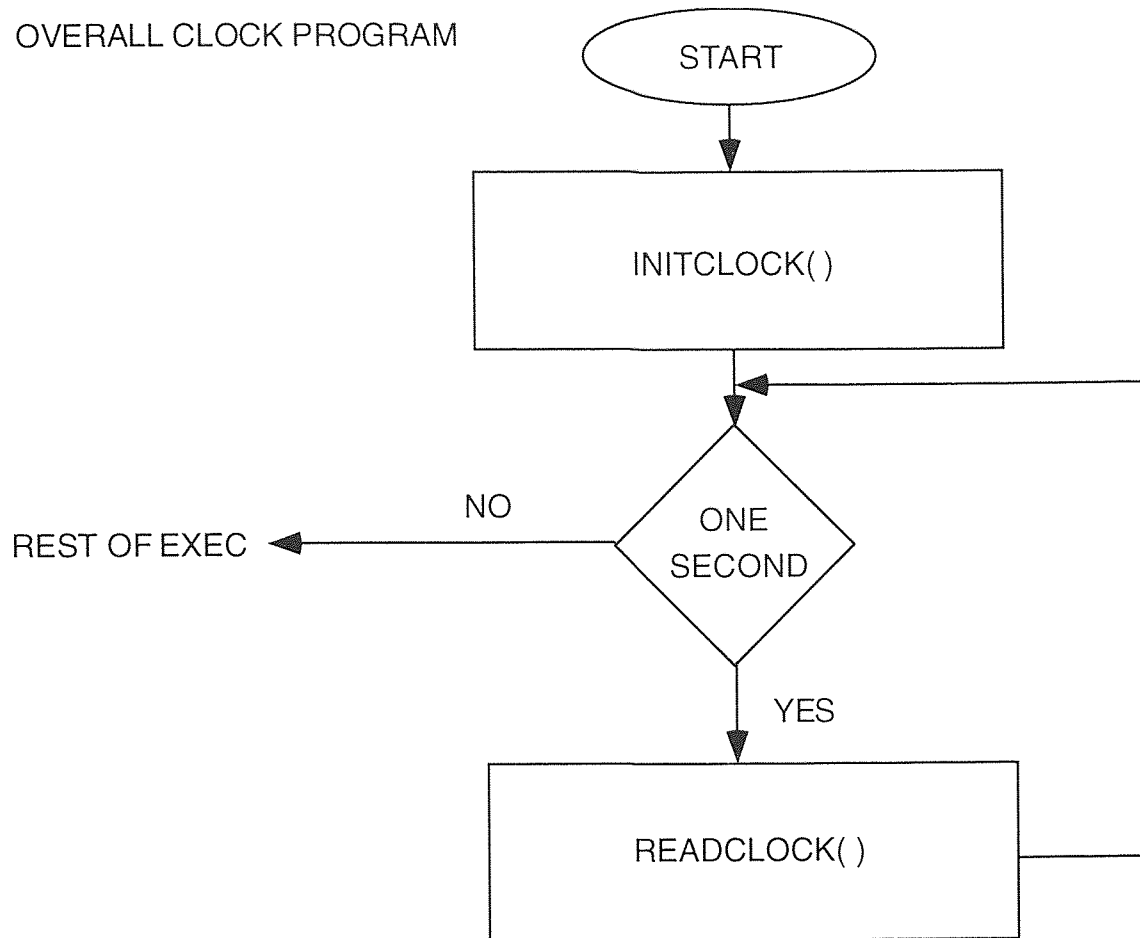 OVERALL CLOCK PROGRAM
START
INITCLOCK( )
NO
ONE
SECOND
REST OF EXEC
YES
READCLOCK( )